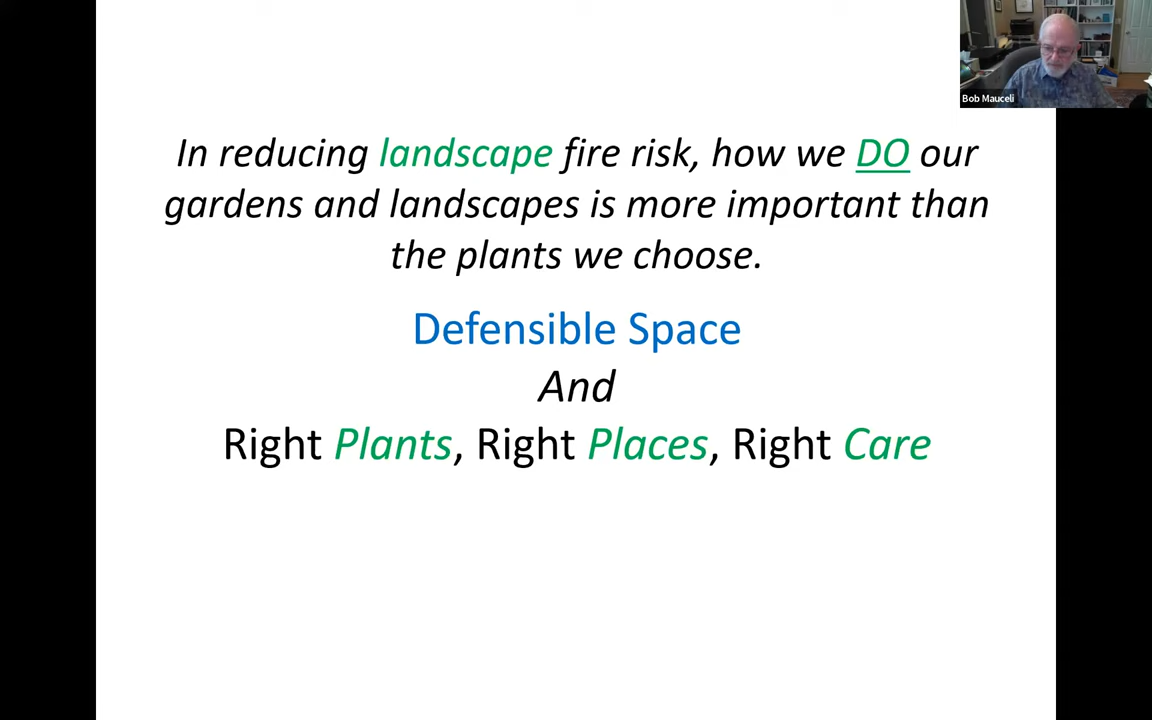 Bob Mauceli
In reducing landscape fire risk, how we DO our
gardens and landscapes is more important than
the plants we choose.
Defensible Space
And
Right Plants, Right Places, Right Care